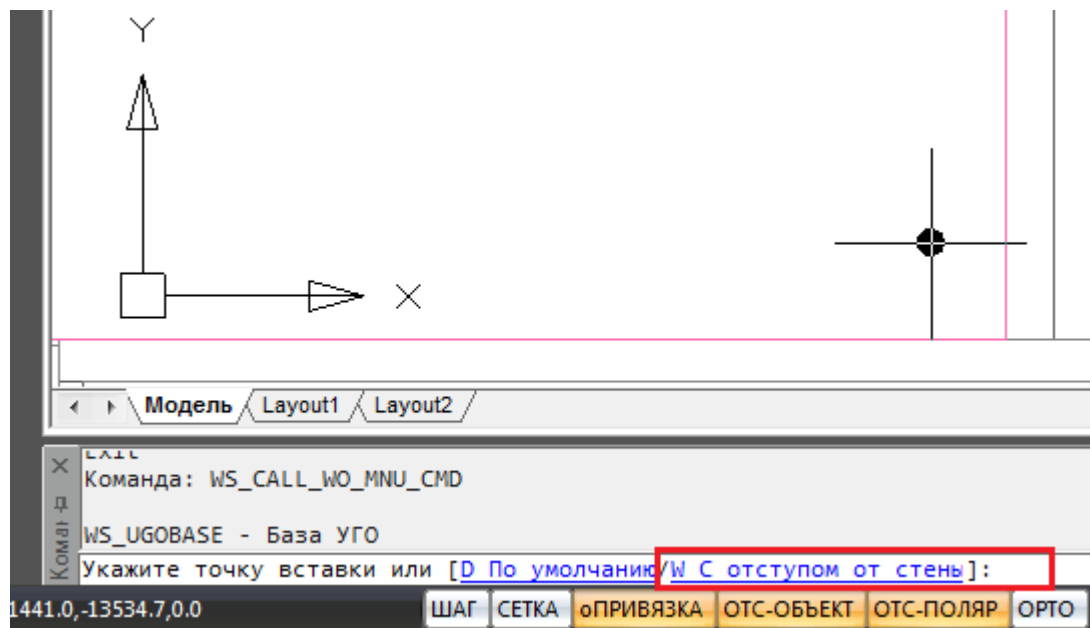 Y
X
Модель Layout1 Layout2
EXIT
Команда: WS_CALL_WO_MNU_CMD
WS_UGOBASE - База УГО
Укажите точку вставки или [D По умолчанию/W С отступом от стены]:
1441.0,-13534.7,0.0 ШАГ СЕТКА оПРИВЯЗКА ОТС-ОБЪЕКТ ОТС-ПОЛЯР ОРТО